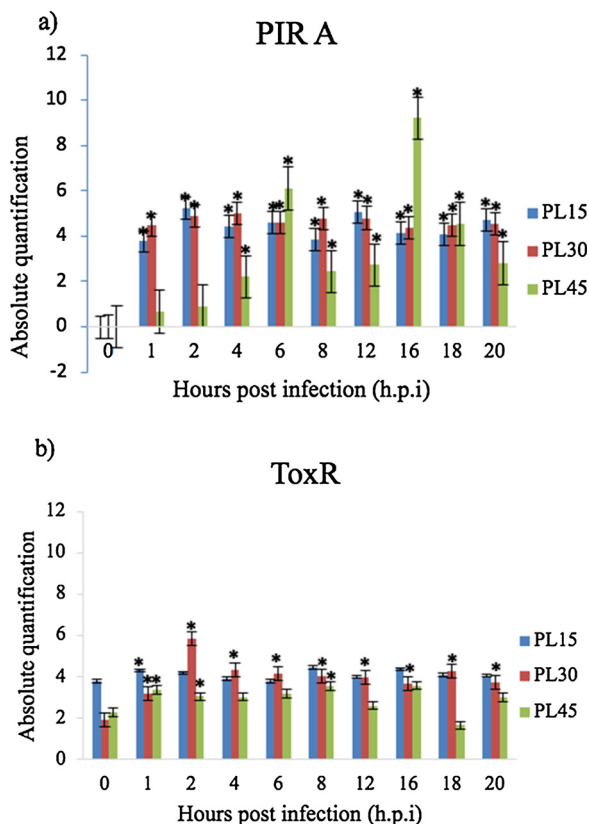 a)
PIR A
Absolute quantification
12
10
8
6
4
2
0
-2
* * * * * * * * * * * * * * * * * * * * * * * * *
0 1 2 4 6 8 12 16 18 20
Hours post infection (h.p.i)
PL15
PL30
PL45
b)
ToxR
Absolute quantification
12
10
8
6
4
2
0
* * * * * * * * * * * * *
0 1 2 4 6 8 12 16 18 20
Hours post infection (h.p.i)
PL15
PL30
PL45